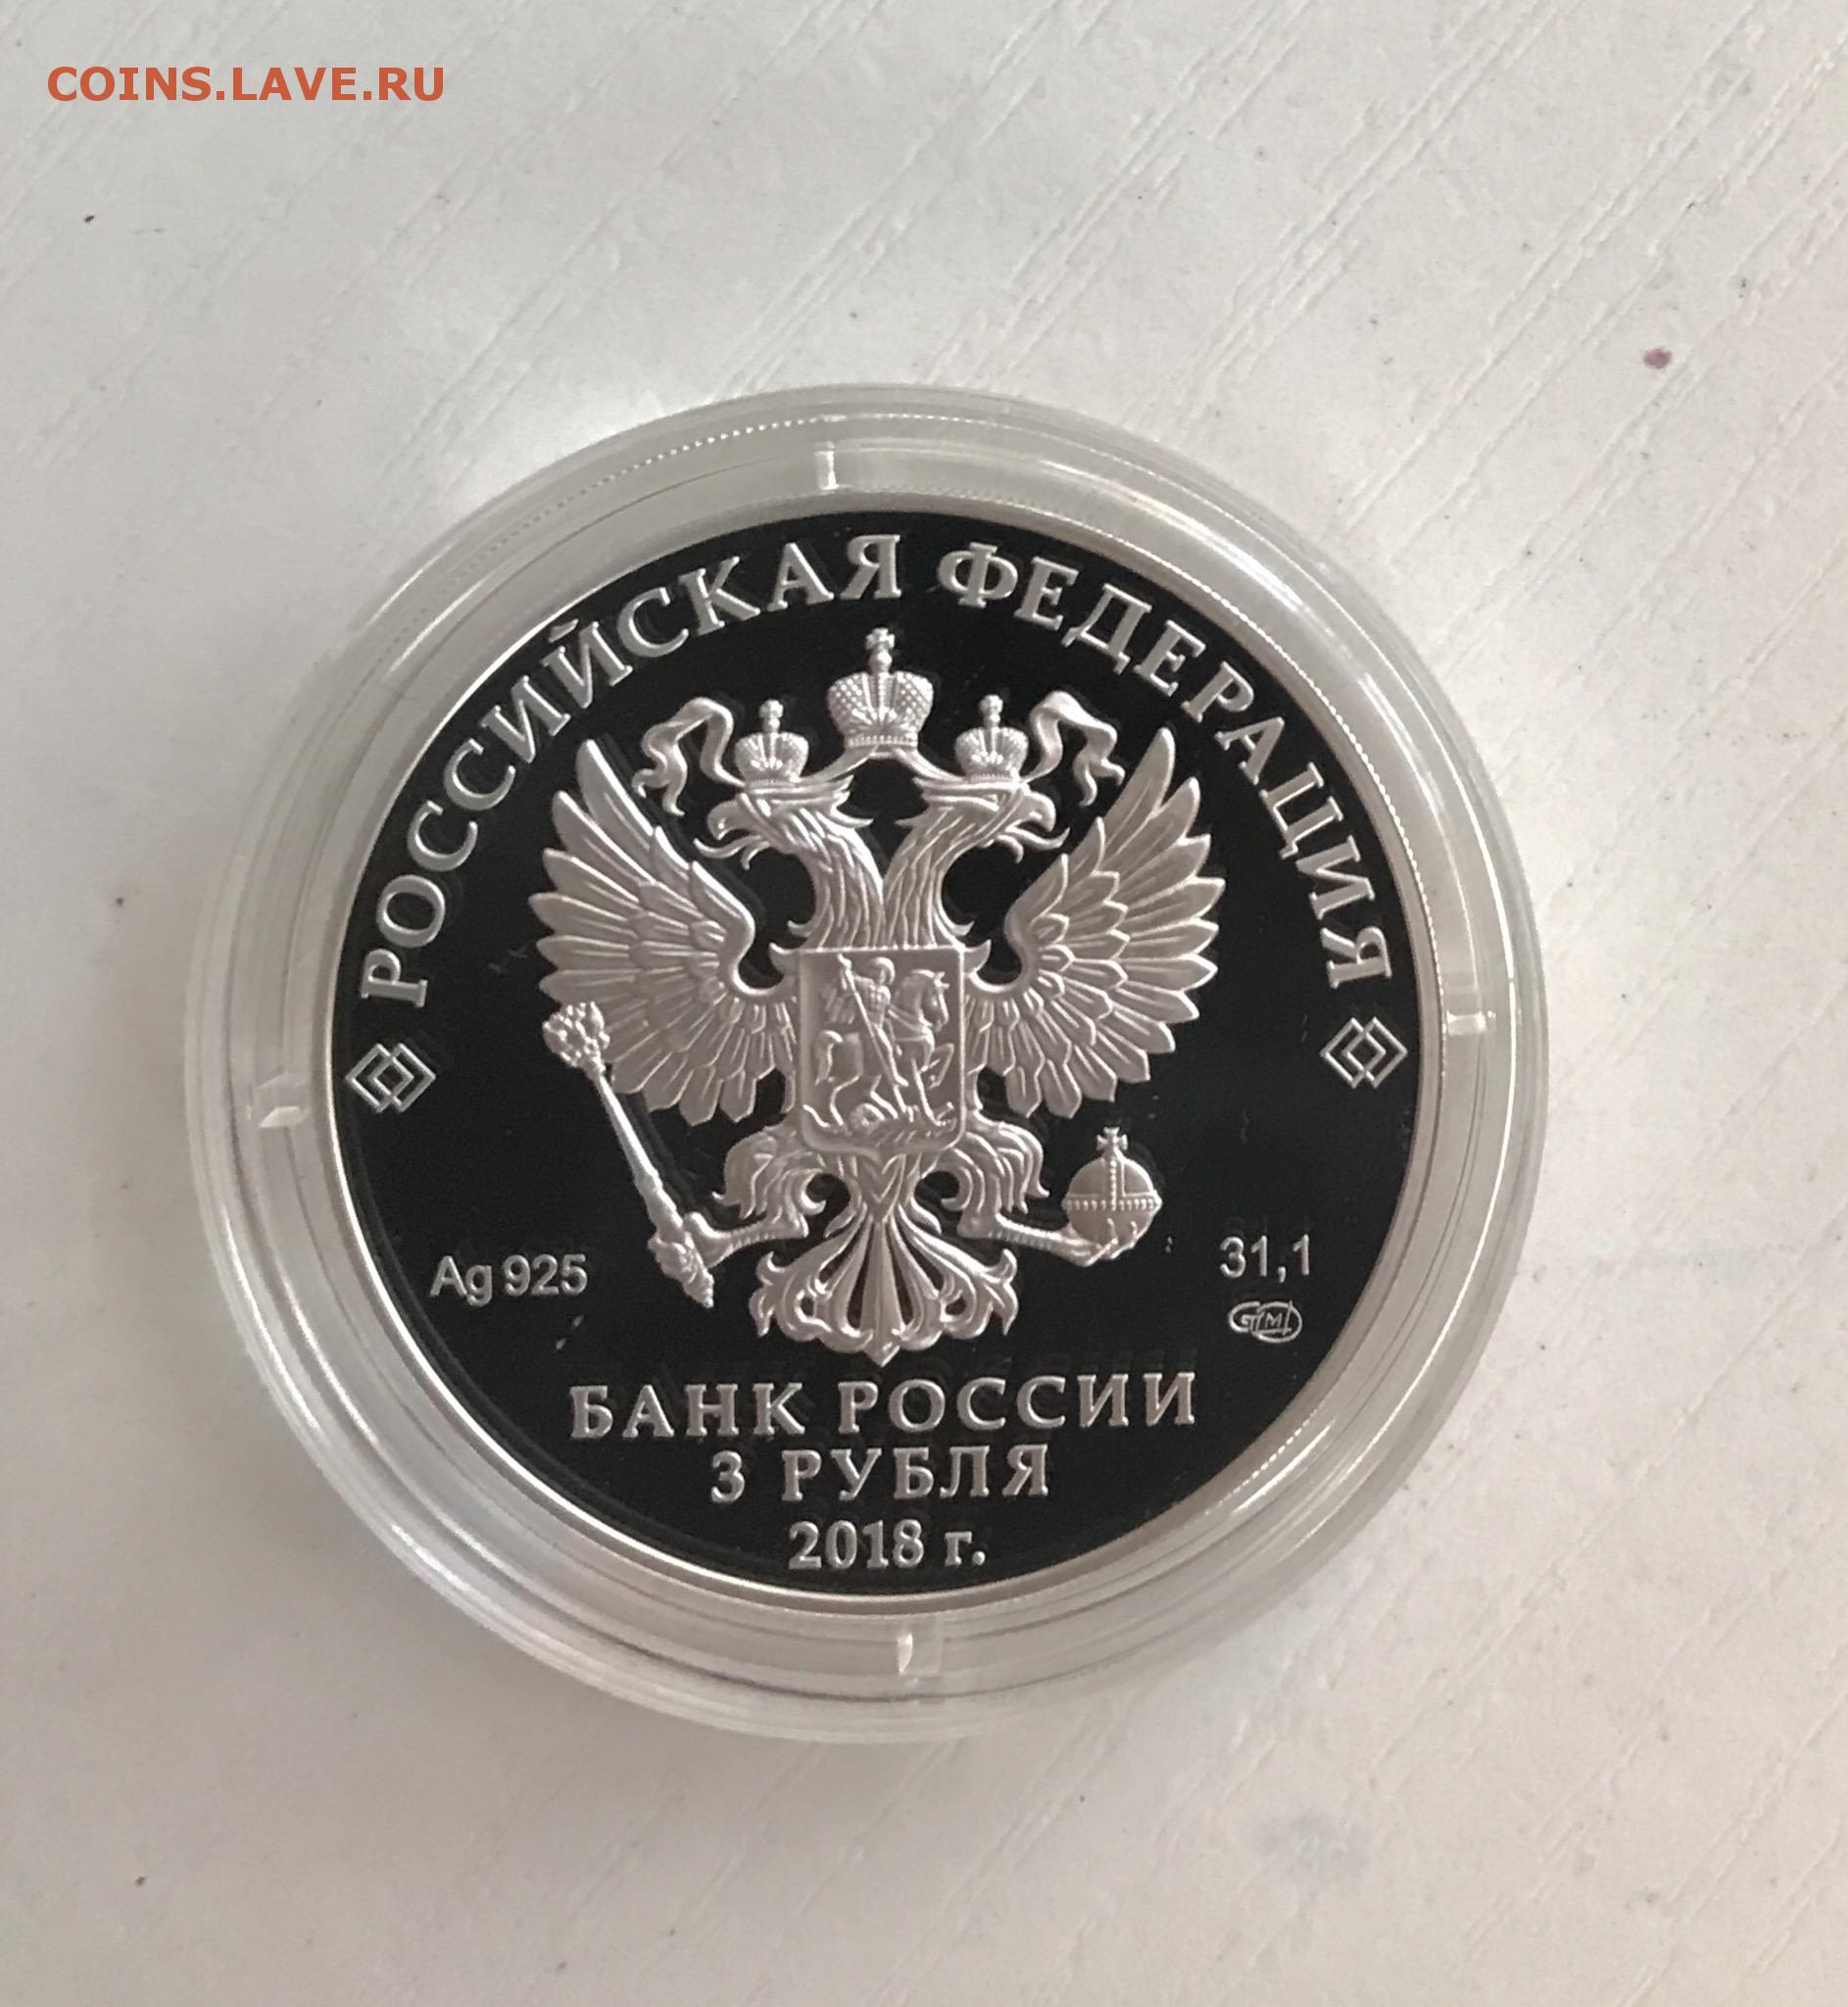 COINS.LAVE.RU
РОССИЙСКАЯ ФЕДЕРАЦИЯ
Ag 925
31,1
БАНК РОССИИ
3 РУБЛЯ
2018 г.